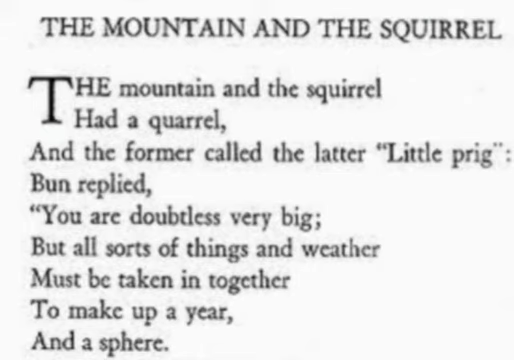 THE MOUNTAIN AND THE SQUIRREL
THE mountain and the squirrel
Had a quarrel,
And the former called the latter “Little prig”:
Bun replied,
“You are doubtless very big;
But all sorts of things and weather
Must be taken in together
To make up a year,
And a sphere.